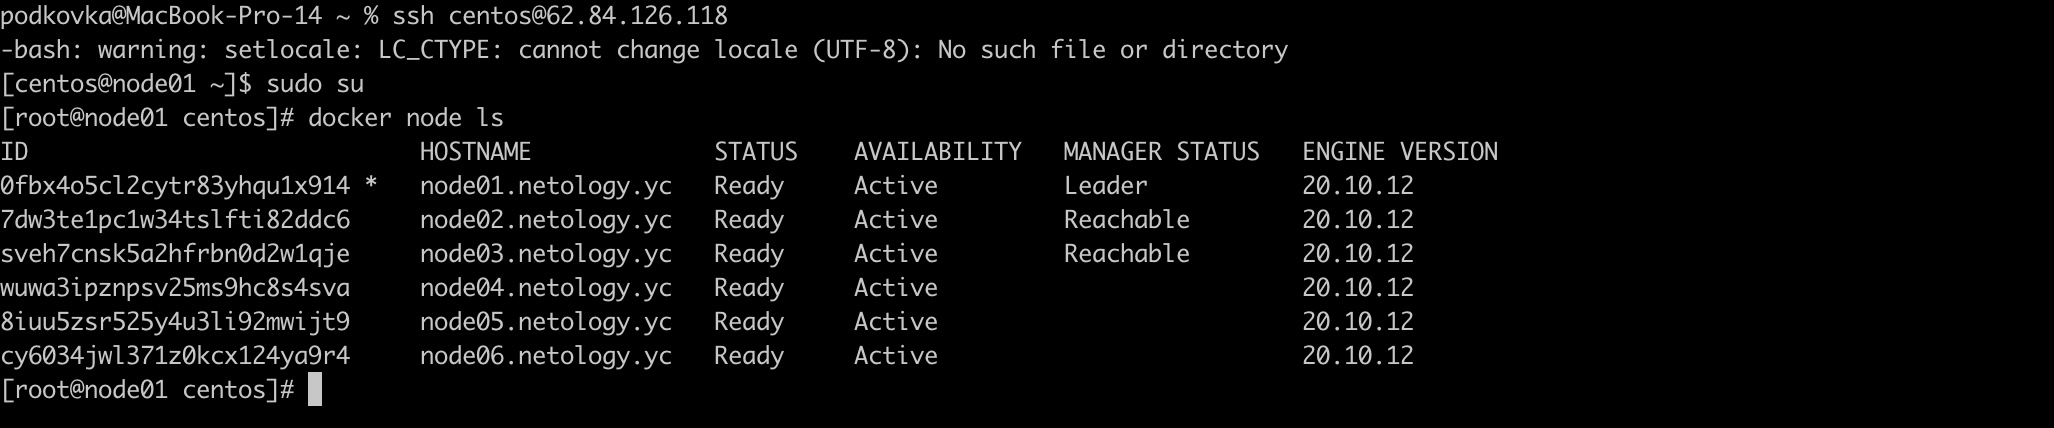 podkovka@MacBook-Pro-14 ~ % ssh centos@62.84.126.118
-bash: warning: setlocale: LC_CTYPE: cannot change locale (UTF-8): No such file or directory
[centos@node01 ~]$ sudo su
[root@node01 centos]# docker node ls
ID                            HOSTNAME             STATUS    AVAILABILITY   MANAGER STATUS   ENGINE VERSION
0fbx4o5cl2cytr83yhqu1x914 *   node01.netology.yc   Ready     Active         Leader           20.10.12
7dw3te1pc1w34tslfti82ddc6     node02.netology.yc   Ready     Active         Reachable        20.10.12
sveh7cnsk5a2hfrbn0d2w1qje     node03.netology.yc   Ready     Active         Reachable        20.10.12
wuwa3ipznpsv25ms9hc8s4sva     node04.netology.yc   Ready     Active                          20.10.12
8iuu5zsr525y4u3li92mwijt9     node05.netology.yc   Ready     Active                          20.10.12
cy6034jwl371z0kcx124ya9r4     node06.netology.yc   Ready     Active                          20.10.12
[root@node01 centos]#